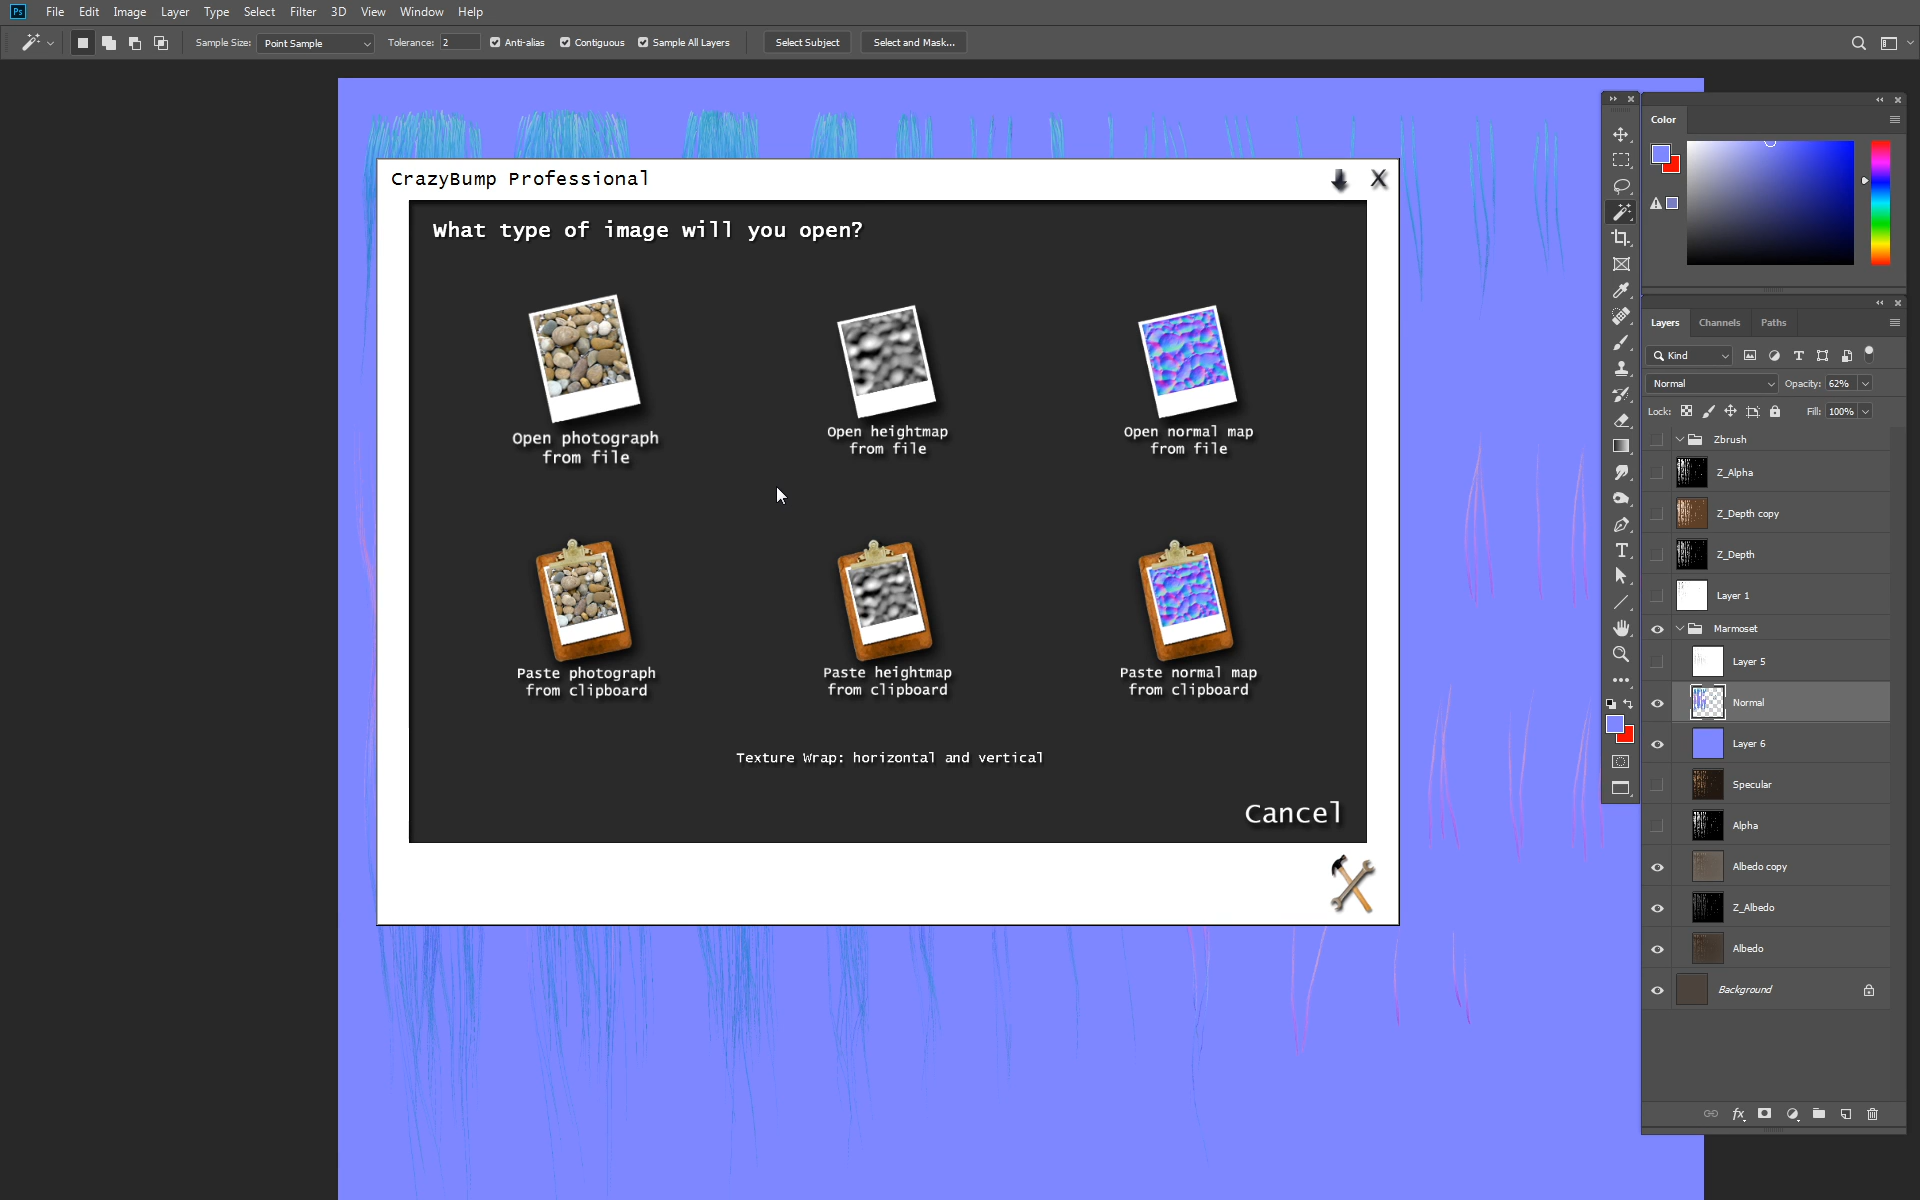 Ps File Edit Image Layer Type Select Filter 3D View Window Help
Sample Size: Point Sample Tolerance: 2 Anti-alias Contiguous Sample All Layers Select Subject Select and Mask...
CrazyBump Professional X
What type of image will you open?
Open photograph
from file
Open heightmap
from file
Open normal map
from file
Paste photograph
from clipboard
Paste heightmap
from clipboard
Paste normal map
from clipboard
Texture Wrap: horizontal and vertical
Cancel
Color
Layers Channels Paths
Kind
Normal Opacity: 62%
Lock: Fill: 100%
Zbrush
Z_Alpha
Z_Depth copy
Z_Depth
Layer 1
Marmoset
Layer 5
Normal
Layer 6
Specular
Alpha
Albedo copy
Z_Albedo
Albedo
Background
fx